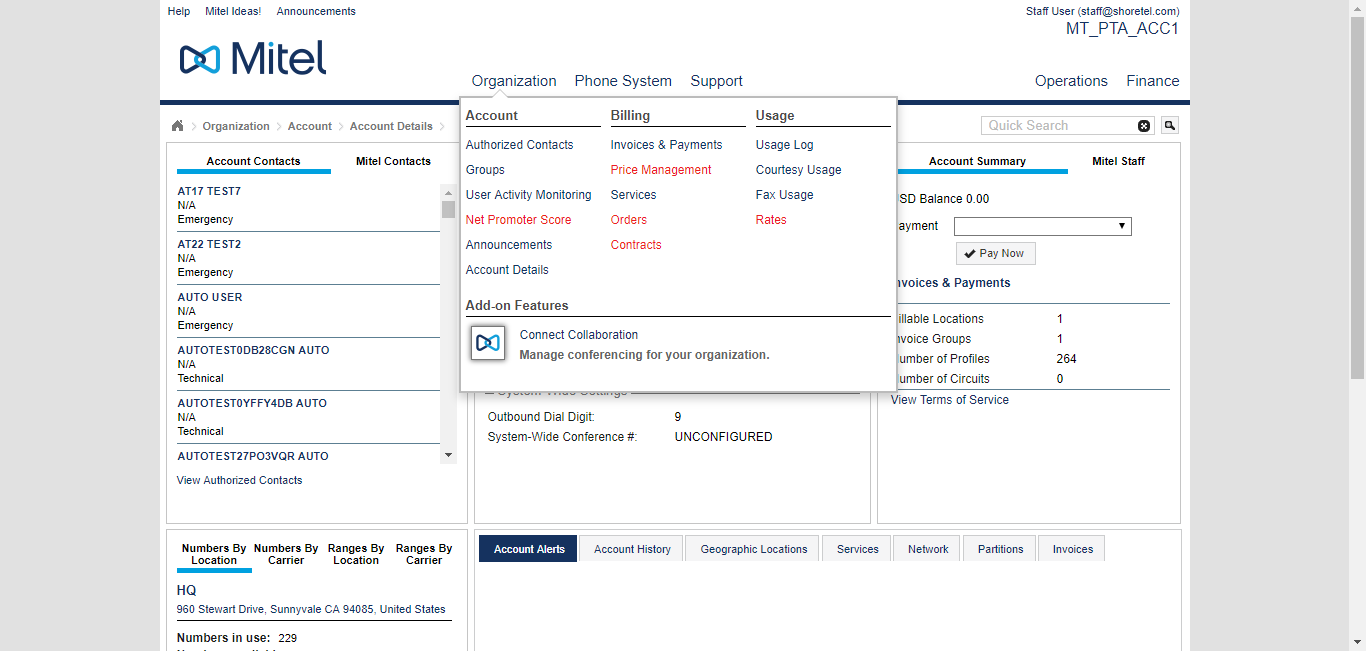 Help Mitel Ideas! Announcements
Staff User (staff@shoretel.com)
MT_PTA_ACC1
Mitel
Organization Phone System Support
Operations Finance
Organization Account Account Details
Quick Search
Account Contacts Mitel Contacts
AT17 TEST7
N/A
Emergency
AT22 TEST2
N/A
Emergency
AUTO USER
N/A
Emergency
AUTOTEST0DB28CGN AUTO
N/A
Technical
AUTOTEST0YFFY4DB AUTO
N/A
Technical
AUTOTEST27PO3VQR AUTO
View Authorized Contacts
Account
Authorized Contacts
Groups
User Activity Monitoring
Net Promoter Score
Announcements
Account Details
Billing
Invoices & Payments
Price Management
Services
Orders
Contracts
Usage
Usage Log
Courtesy Usage
Fax Usage
Rates
Add-on Features
Connect Collaboration
Manage conferencing for your organization.
System-Wide Settings
Outbound Dial Digit: 9
System-Wide Conference #: UNCONFIGURED
Account Summary Mitel Staff
SD Balance 0.00
ayment
Pay Now
nvoices & Payments
illable Locations 1
nvoice Groups 1
umber of Profiles 264
umber of Circuits 0
View Terms of Service
Numbers By Location Numbers By Carrier Ranges By Location Ranges By Carrier
HQ
960 Stewart Drive, Sunnyvale CA 94085, United States
Numbers in use: 229
Account Alerts Account History Geographic Locations Services Network Partitions Invoices